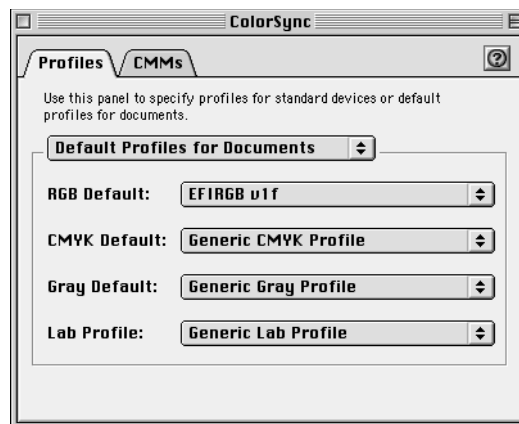 ColorSync
Profiles
CMMs
Use this panel to specify profiles for standard devices or default
profiles for documents.
Default Profiles for Documents
RGB Default: EFIRGB v1f
CMYK Default: Generic CMYK Profile
Gray Default: Generic Gray Profile
Lab Profile: Generic Lab Profile